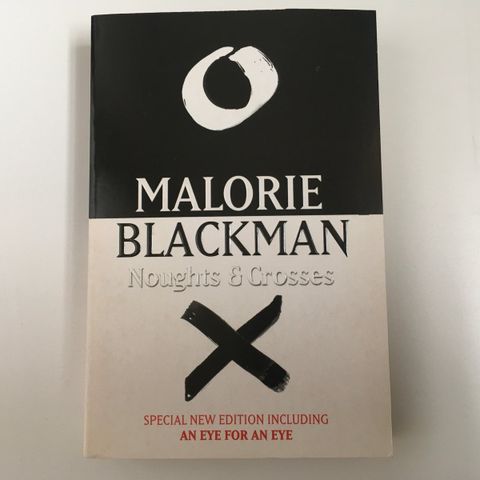 MALORIE
BLACKMAN
Noughts & Crosses
SPECIAL NEW EDITION INCLUDING
AN EYE FOR AN EYE